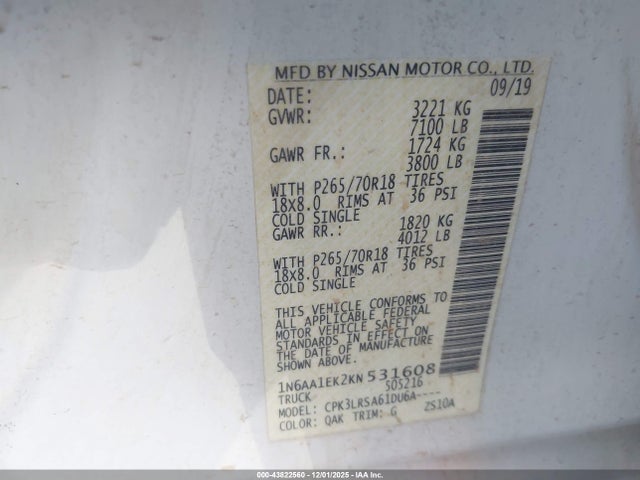 MFD BY NISSAN MOTOR CO., LTD.
DATE: 09/19
GVWR: 3221 KG
7100 LB
GAWR FR.: 1724 KG
3800 LB
WITH P265/70R18 TIRES
18X8.0 RIMS AT 36 PSI
COLD SINGLE
GAWR RR.: 1820 KG
4012 LB
WITH P265/70R18 TIRES
18X8.0 RIMS AT 36 PSI
COLD SINGLE
THIS VEHICLE CONFORMS TO
ALL APPLICABLE FEDERAL
MOTOR VEHICLE SAFETY
STANDARDS IN EFFECT ON
THE DATE OF MANUFACTURE
SHOWN ABOVE.
1N6AA1EK2KN531608
TRUCK 505216
MODEL: CPK3LRSA61DU6A----
COLOR: QAK TRIM: G ZS10A
000-43822560 | 12/01/2025 | IAA Inc.